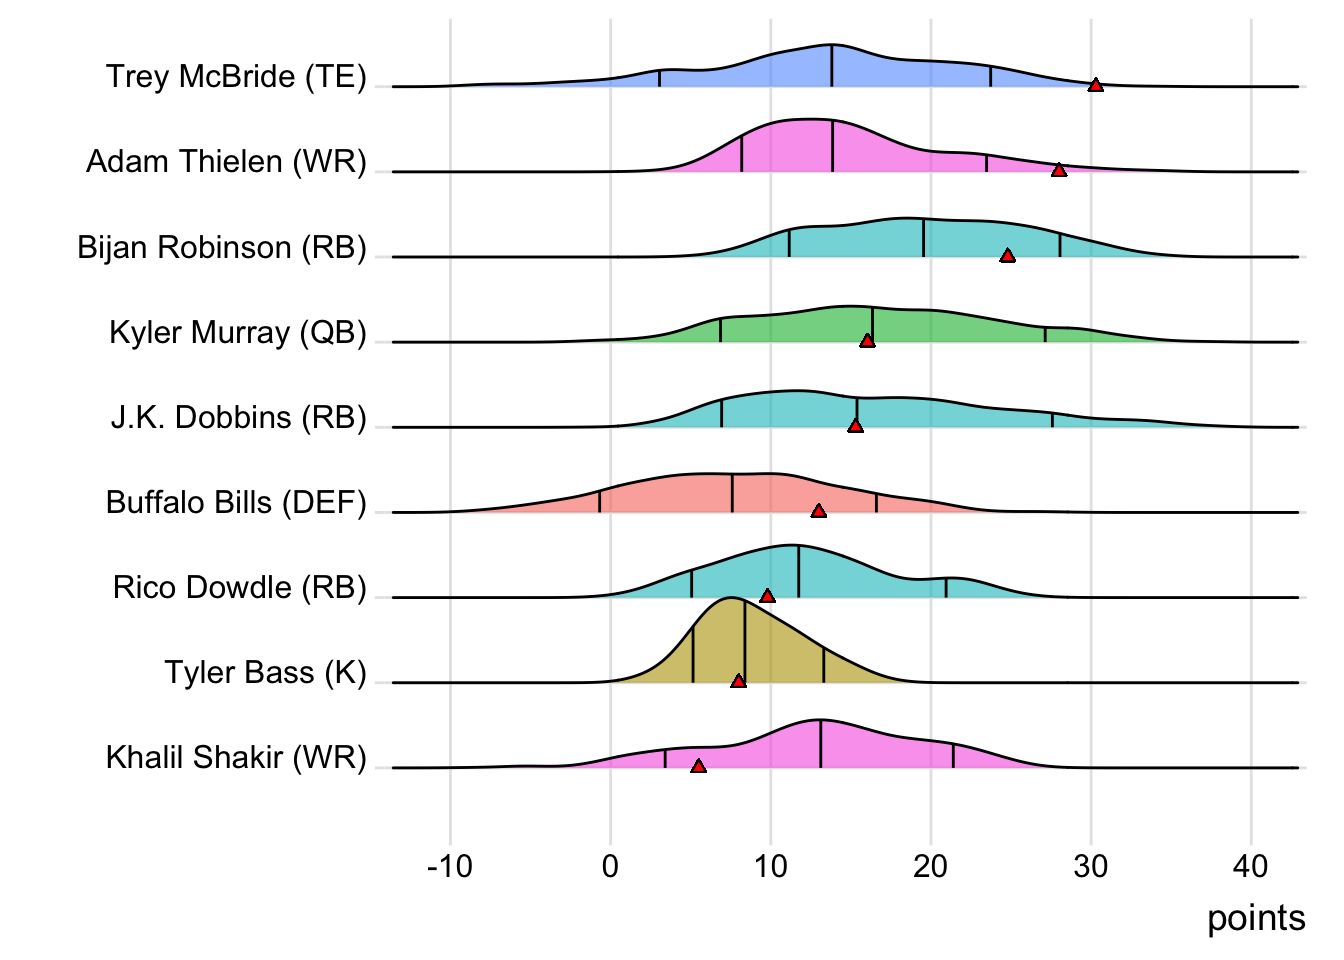 Trey McBride (TE)
Adam Thielen (WR)
Bijan Robinson (RB)
Kyler Murray (QB)
J.K. Dobbins (RB)
Buffalo Bills (DEF)
Rico Dowdle (RB)
Tyler Bass (K)
Khalil Shakir (WR)
-10 0 10 20 30 40
points